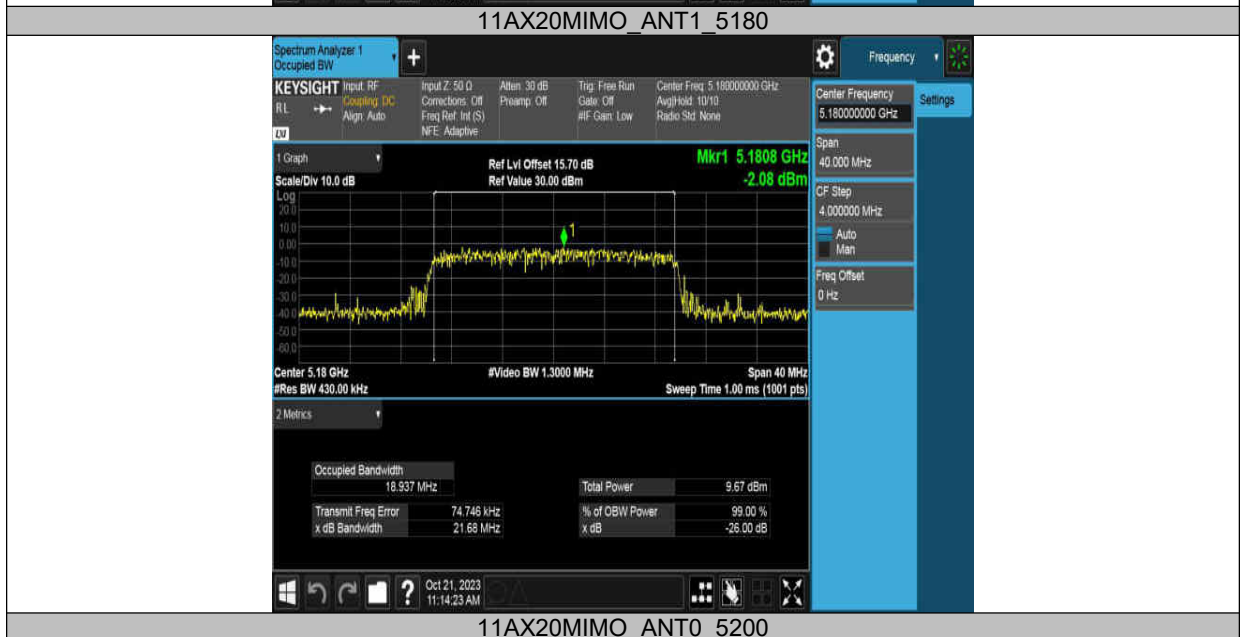 11AX20MIMO_ANT1_5180
Spectrum Analyzer 1
Occupied BW
+
Frequency
KEYSIGHT
RL
LXI
Input: RF
Coupling: DC
Align: Auto
Input Z: 50 Ω
Corrections: Off
Freq Ref: Int (S)
NFE: Adaptive
Atten: 30 dB
Preamp: Off
Trig: Free Run
Gate: Off
#IF Gain: Low
Center Freq: 5.180000000 GHz
Avg|Hold: 10/10
Radio Std: None
Center Frequency
5.180000000 GHz
Settings
Span
40.000 MHz
CF Step
4.000000 MHz
Auto
Man
Freq Offset
0 Hz
1 Graph
Scale/Div 10.0 dB
Ref Lvl Offset 15.70 dB
Ref Value 30.00 dBm
Mkr1 5.1808 GHz
-2.08 dBm
Log
20.0
10.0
0.00
-10.0
-20.0
-30.0
-40.0
-50.0
-60.0
1
Center 5.18 GHz
#Res BW 430.00 kHz
#Video BW 1.3000 MHz
Span 40 MHz
Sweep Time 1.00 ms (1001 pts)
2 Metrics
Occupied Bandwidth
18.937 MHz
Total Power 9.67 dBm
Transmit Freq Error 74.746 kHz
% of OBW Power 99.00 %
x dB Bandwidth 21.68 MHz
x dB -26.00 dB
?
Oct 21, 2023
11:14:23 AM
11AX20MIMO_ANT0_5200